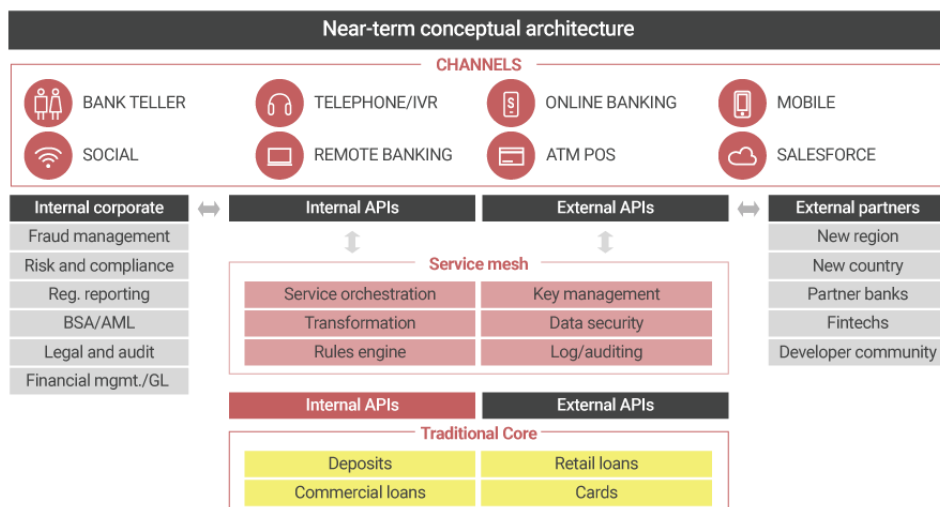 Near-term conceptual architecture
CHANNELS
BANK TELLER
TELEPHONE/IVR
ONLINE BANKING
MOBILE
SOCIAL
REMOTE BANKING
ATM POS
SALESFORCE
Internal corporate
Fraud management
Risk and compliance
Reg. reporting
BSA/AML
Legal and audit
Financial mgmt./GL
Internal APIs
External APIs
Service mesh
Service orchestration
Key management
Transformation
Data security
Rules engine
Log/auditing
Internal APIs
External APIs
Traditional Core
Deposits
Retail loans
Commercial loans
Cards
External partners
New region
New country
Partner banks
Fintechs
Developer community